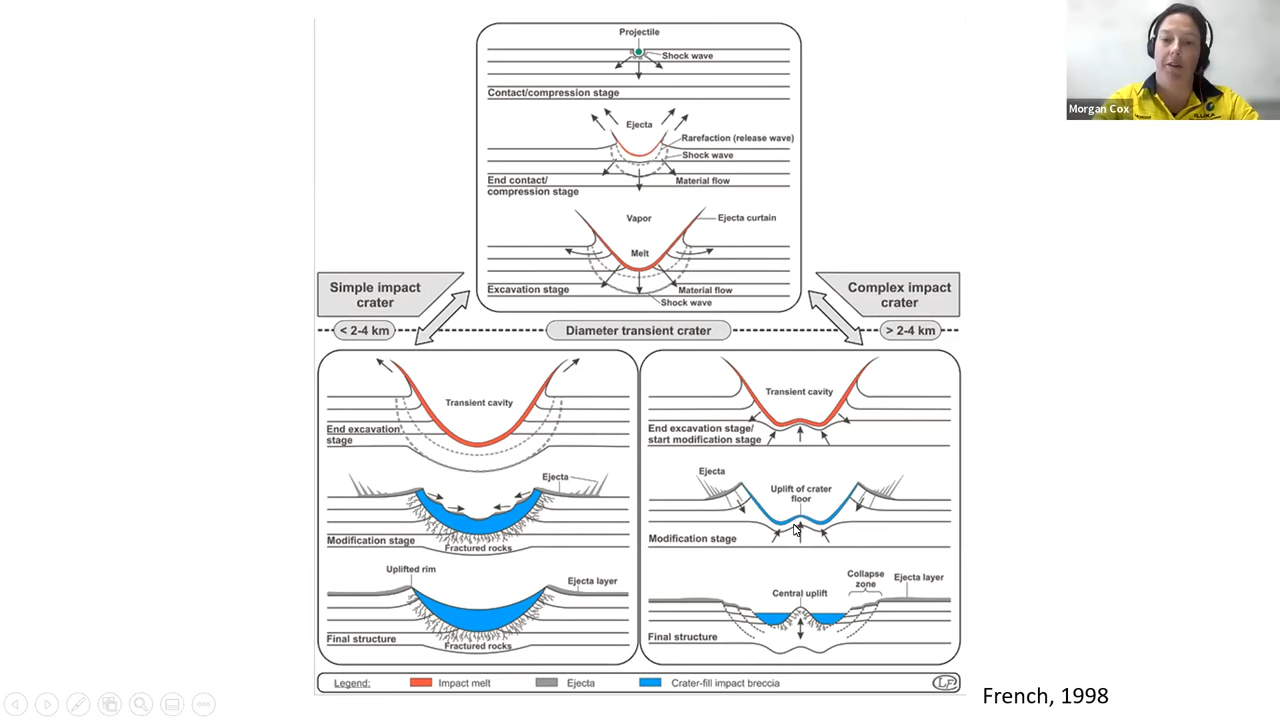 Projectile
Shock wave
Contact/compression stage
Ejecta
Rarefaction (release wave)
Shock wave
End contact/
compression stage
Material flow
Vapor
Ejecta curtain
Melt
Excavation stage
Material flow
Shock wave
Simple impact
crater
Complex impact
crater
< 2-4 km
Diameter transient crater
> 2-4 km
Transient cavity
End excavation
stage
Ejecta
Modification stage
Fractured rocks
Uplifted rim
Ejecta layer
Final structure
Fractured rocks
Transient cavity
End excavation stage/
start modification stage
Ejecta
Uplift of crater
floor
Modification stage
Collapse
zone
Ejecta layer
Central uplift
Final structure
Legend:
Impact melt
Ejecta
Crater-fill impact breccia
LF
French, 1998
Morgan Cox
ILUKA